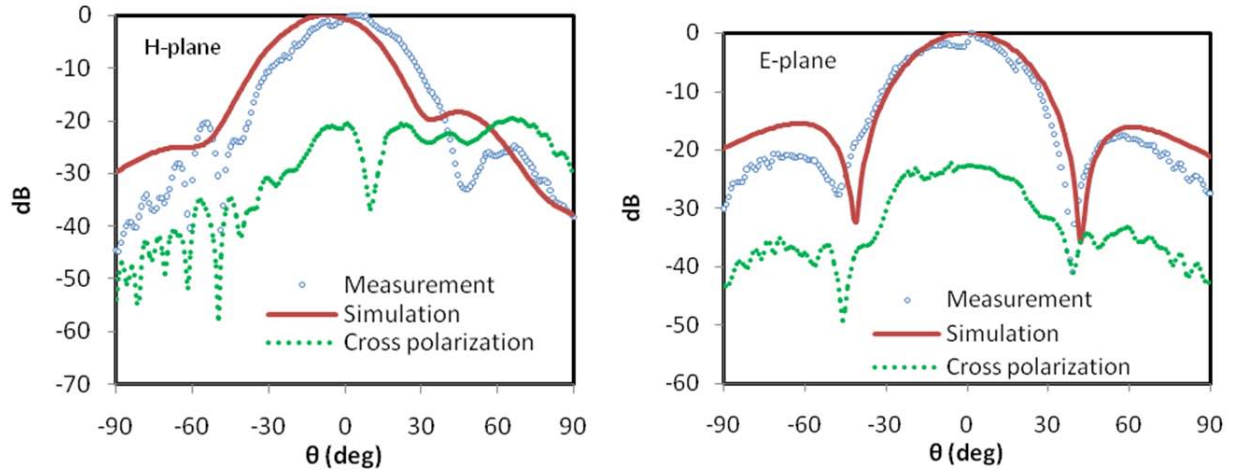 H-plane
dB
0
-10
-20
-30
-40
-50
-60
-70
Measurement
Simulation
Cross polarization
-90
-60
-30
0
30
60
90
θ (deg)
E-plane
dB
0
-10
-20
-30
-40
-50
-60
Measurement
Simulation
Cross polarization
-90
-60
-30
0
30
60
90
θ (deg)